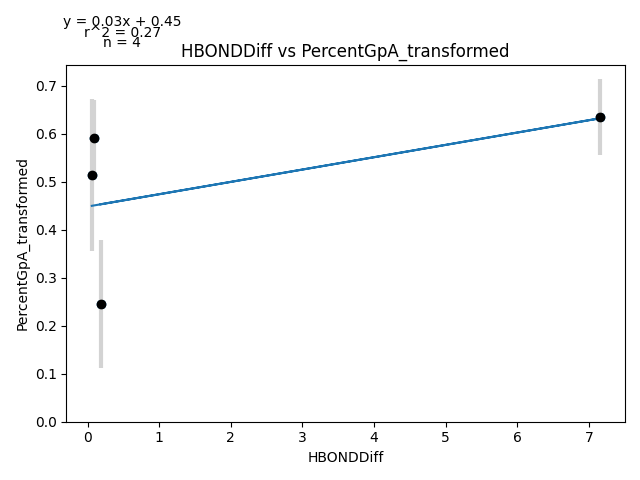 y = 0.03x + 0.45
r^2 = 0.27
n = 4
HBONDDiff vs PercentGpA_transformed
PercentGpA_transformed
0.7
0.6
0.5
0.4
0.3
0.2
0.1
0.0
0 1 2 3 4 5 6 7
HBONDDiff